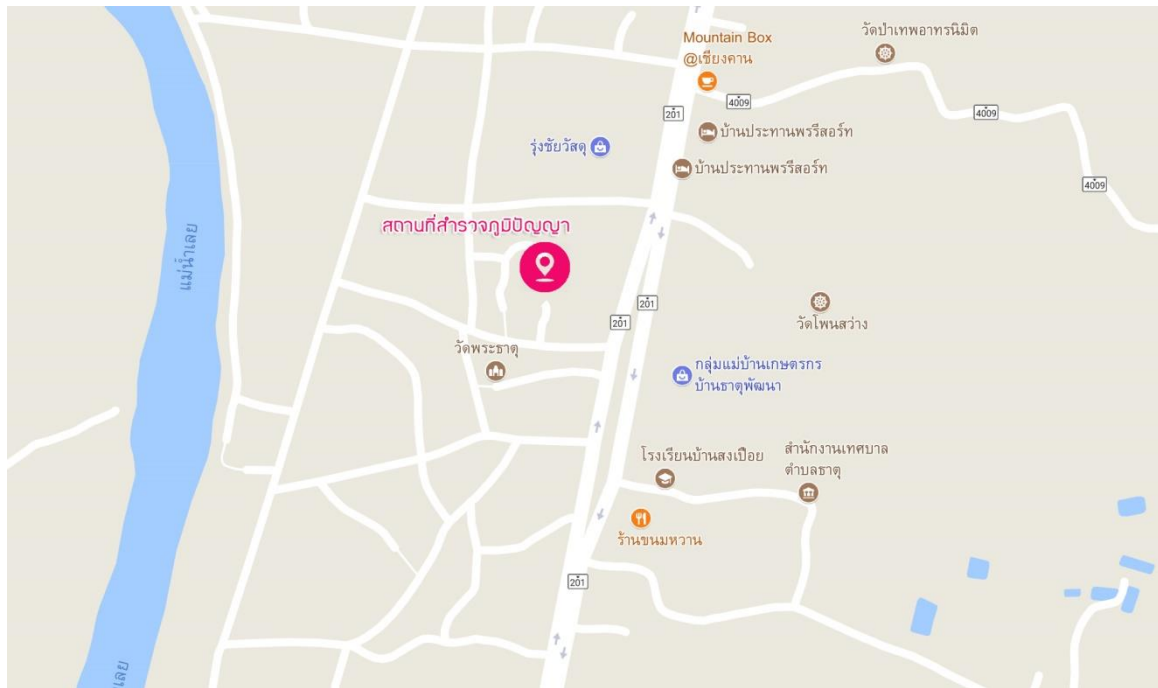 วัดป่าเทพอาทรนิมิต
Mountain Box
@เชียงคาน
4009
4009
201
บ้านประทานพรรีสอร์ท
รุ่งชัยวัสดุ
บ้านประทานพรรีสอร์ท
4009
สถานที่สำรวจภูมิปัญญา
แม่น้ำเลย
201
201
วัดโพนสว่าง
วัดพระธาตุ
กลุ่มแม่บ้านเกษตรกร
บ้านธาตุพัฒนา
โรงเรียนบ้านสงเปือย
สำนักงานเทศบาล
ตำบลธาตุ
ร้านขนมหวาน
201
เลย